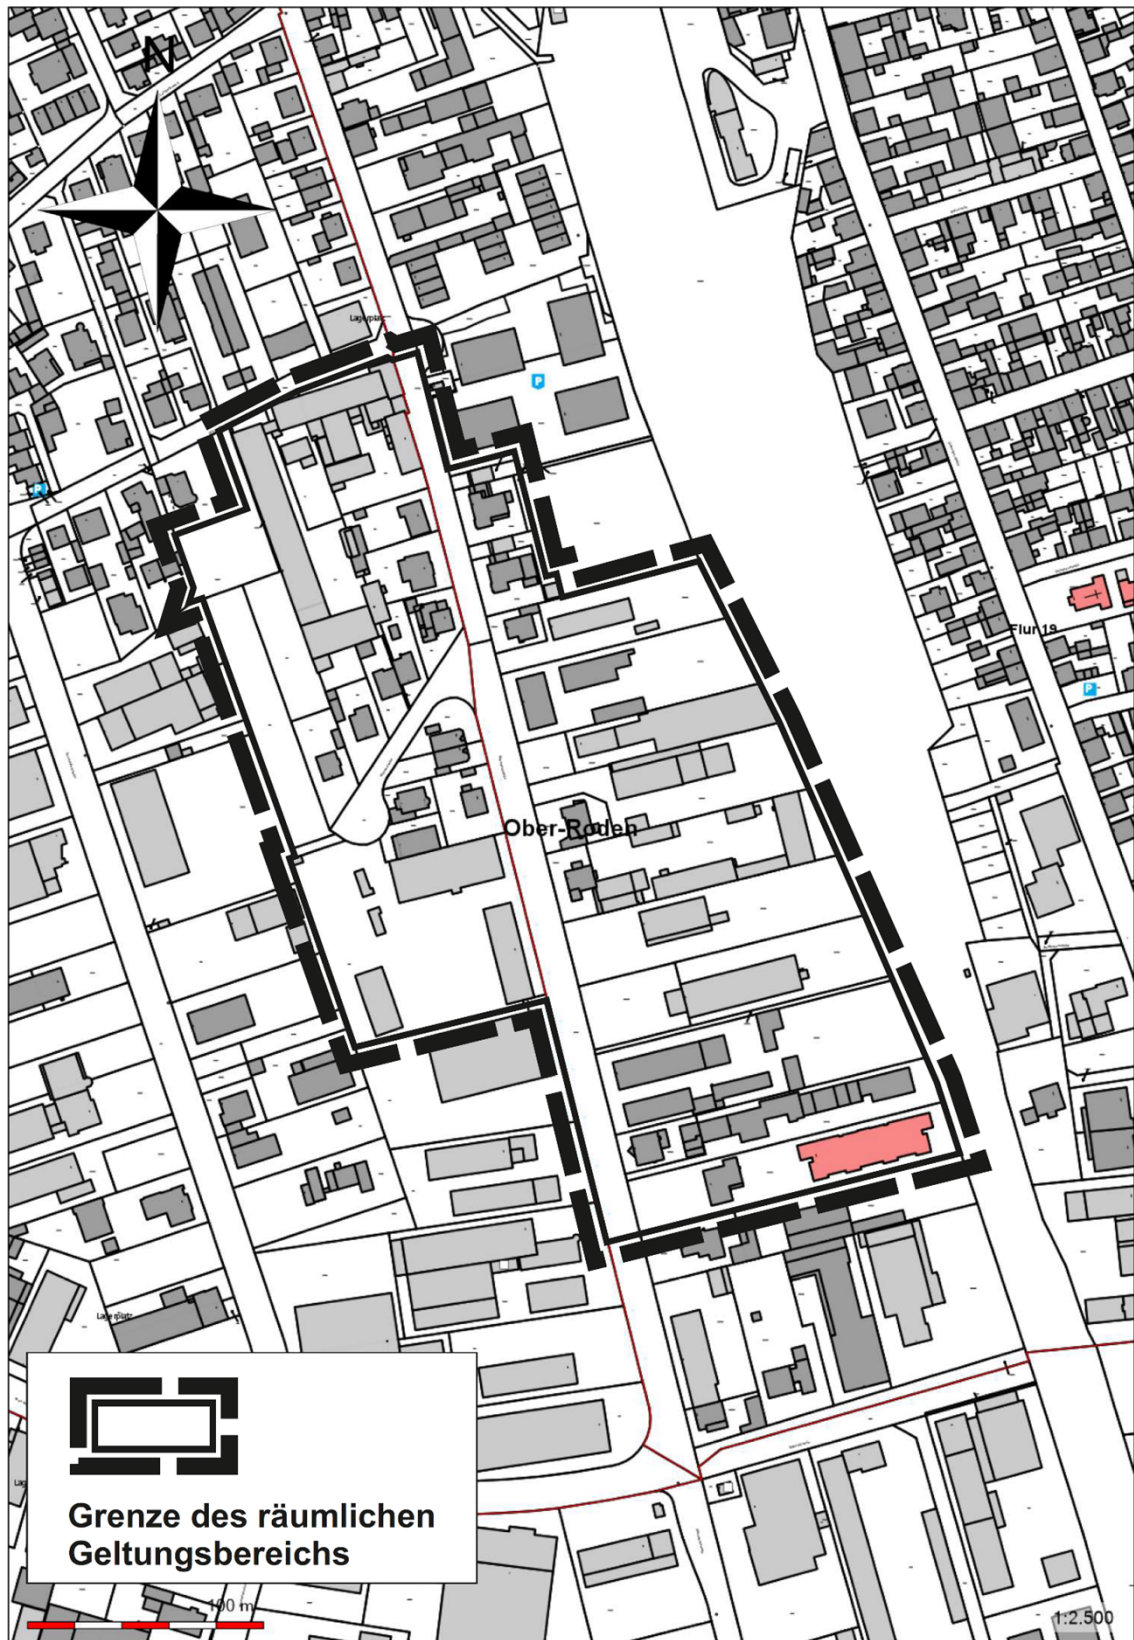 N
Lagerplatz
P
P
Flur 19
P
Ober-Roden
Lagerplatz
Grenze des räumlichen
Geltungsbereichs
100 m
1:2.500